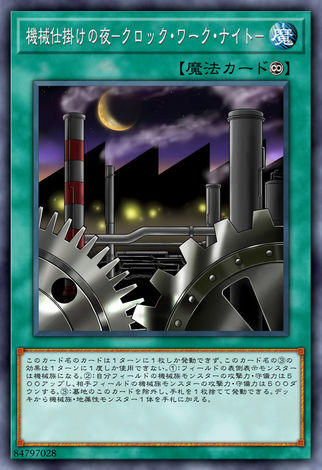 機械仕掛けの夜-クロック・ワーク・ナイト-
魔
【魔法カード】
このカード名のカードは1ターンに1枚しか発動できず、このカード名の③の
効果は1ターンに1度しか使用できない。①:フィールドの表側表示モンスター
は機械族になる。②:自分フィールドの機械族モンスターの攻撃力・守備力は5
00アップし、相手フィールドの機械族モンスターの攻撃力・守備力は500ダ
ウンする。③:墓地のこのカードを除外し、手札を1枚捨てて発動できる。デッ
キから機械族・地属性モンスター1体を手札に加える。
84797028